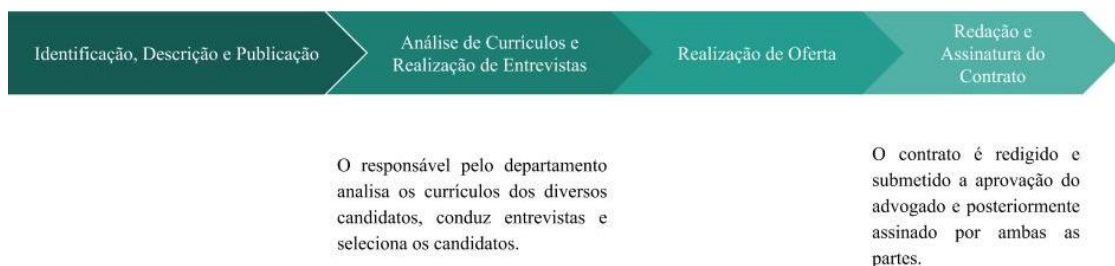 Identificação, Descrição e Publicação
Análise de Currículos e
Realização de Entrevistas
Realização de Oferta
Redação e
Assinatura do
Contrato
O responsável pelo departamento
analisa os currículos dos diversos
candidatos, conduz entrevistas e
seleciona os candidatos.
O contrato é redigido e
submetido a aprovação do
advogado e posteriormente
assinado por ambas as
partes.